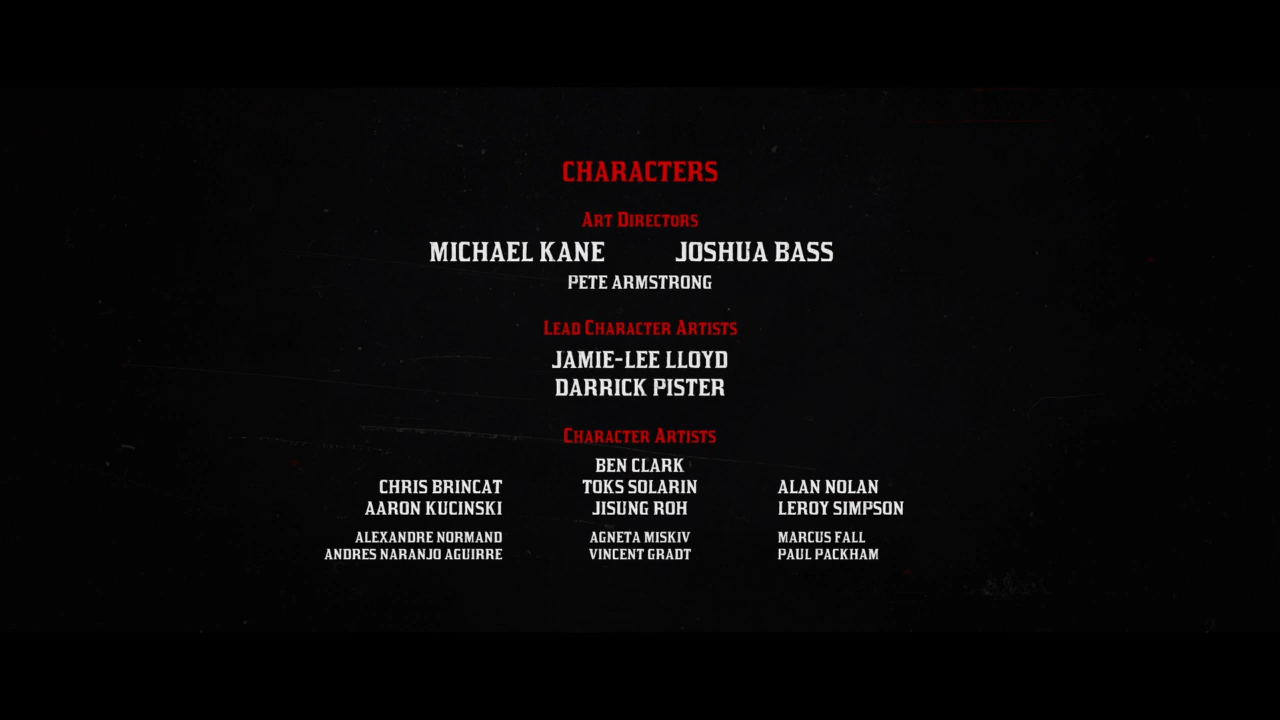 CHARACTERS
ART DIRECTORS
MICHAEL KANE JOSHUA BASS
PETE ARMSTRONG
LEAD CHARACTER ARTISTS
JAMIE-LEE LLOYD
DARRICK PISTER
CHARACTER ARTISTS
BEN CLARK
CHRIS BRINCAT TOKS SOLARIN ALAN NOLAN
AARON KUCINSKI JISUNG ROH LEROY SIMPSON
ALEXANDRE NORMAND AGNETA MISKIV MARCUS FALL
ANDRES NARANJO AGUIRRE VINCENT GRADT PAUL PACKHAM